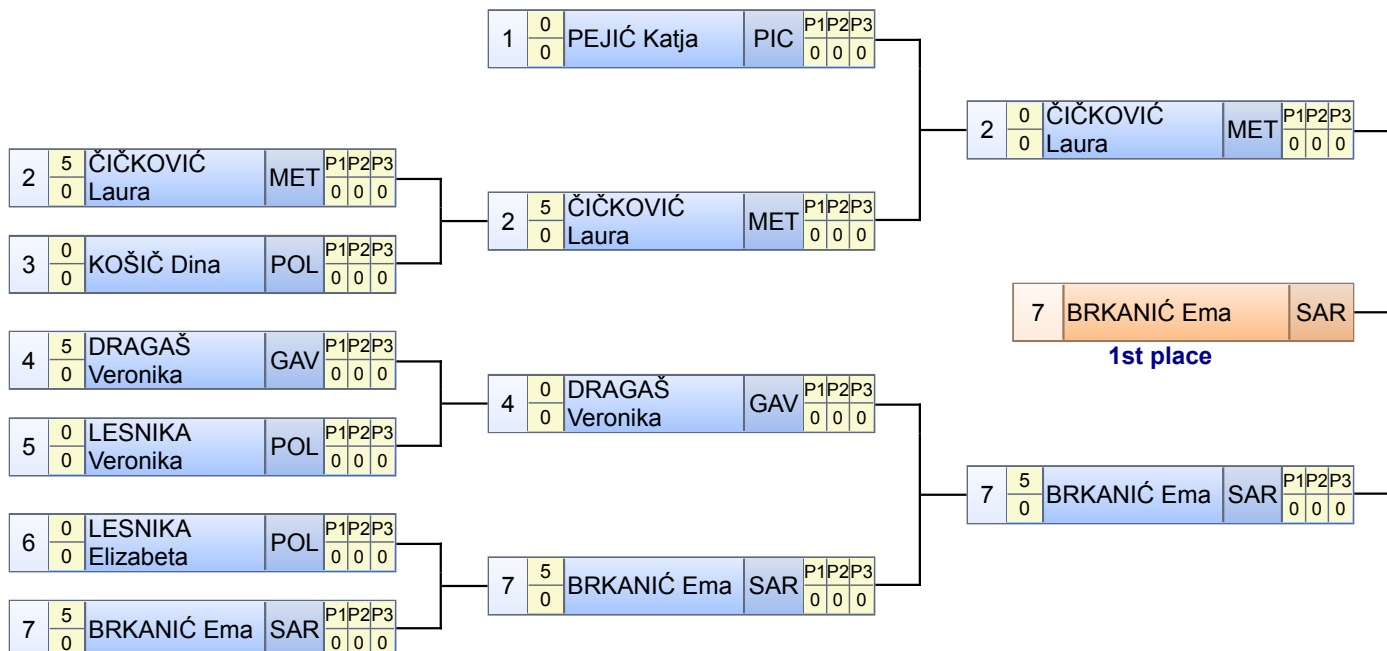 1 0 PEJIĆ Katja PIC P1 P2 P3
0 0 0 0
2 0 ČIČKOVIĆ MET P1 P2 P3
0 Laura 0 0 0
2 5 ČIČKOVIĆ MET P1 P2 P3
0 Laura 0 0 0
2 5 ČIČKOVIĆ MET P1 P2 P3
0 Laura 0 0 0
3 0 KOŠIČ Dina POL P1 P2 P3
0 0 0 0
7 BRKANIĆ Ema SAR
1st place
4 5 DRAGAŠ GAV P1 P2 P3
0 Veronika 0 0 0
4 0 DRAGAŠ GAV P1 P2 P3
0 Veronika 0 0 0
5 0 LESNIKA POL P1 P2 P3
0 Veronika 0 0 0
7 5 BRKANIĆ Ema SAR P1 P2 P3
0 0 0 0
6 0 LESNIKA POL P1 P2 P3
0 Elizabeta 0 0 0
7 5 BRKANIĆ Ema SAR P1 P2 P3
0 0 0 0
7 5 BRKANIĆ Ema SAR P1 P2 P3
0 0 0 0